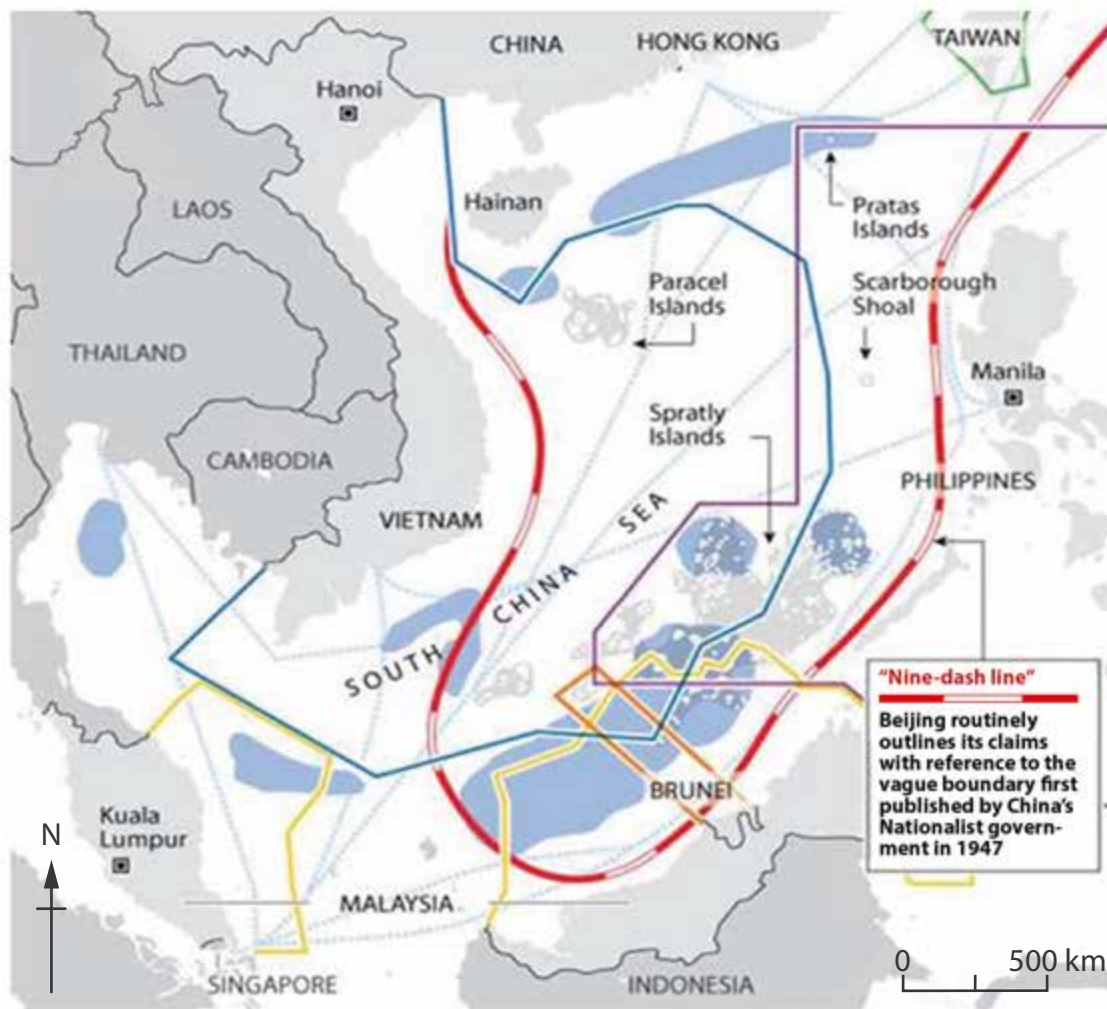 CHINA
HONG KONG
TAIWAN
Hanoi
LAOS
Hainan
Pratas
Islands
Paracel
Islands
Scarborough
Shoal
THAILAND
Manila
Spratly
Islands
CAMBODIA
VIETNAM
PHILIPPINES
SOUTH CHINA SEA
"Nine-dash line"
Beijing routinely
outlines its claims
with reference to the
vague boundary first
published by China's
Nationalist govern-
ment in 1947
BRUNEI
Kuala
Lumpur
N
MALAYSIA
SINGAPORE
INDONESIA
0 500 km